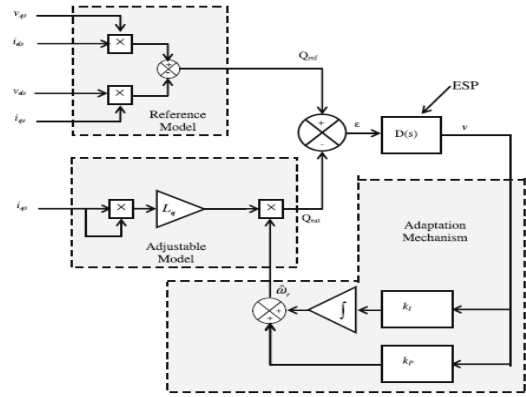 v_qs
i_ds
×
+
-
v_ds
×
i_qs
Reference
Model
Q_ref
+
-
ε
D(s)
ESP
v
i_qs
×
L_q
×
Q_est
Adjustable
Model
Adaptation
Mechanism
ω̂_r
+
+
∫
k_I
k_P